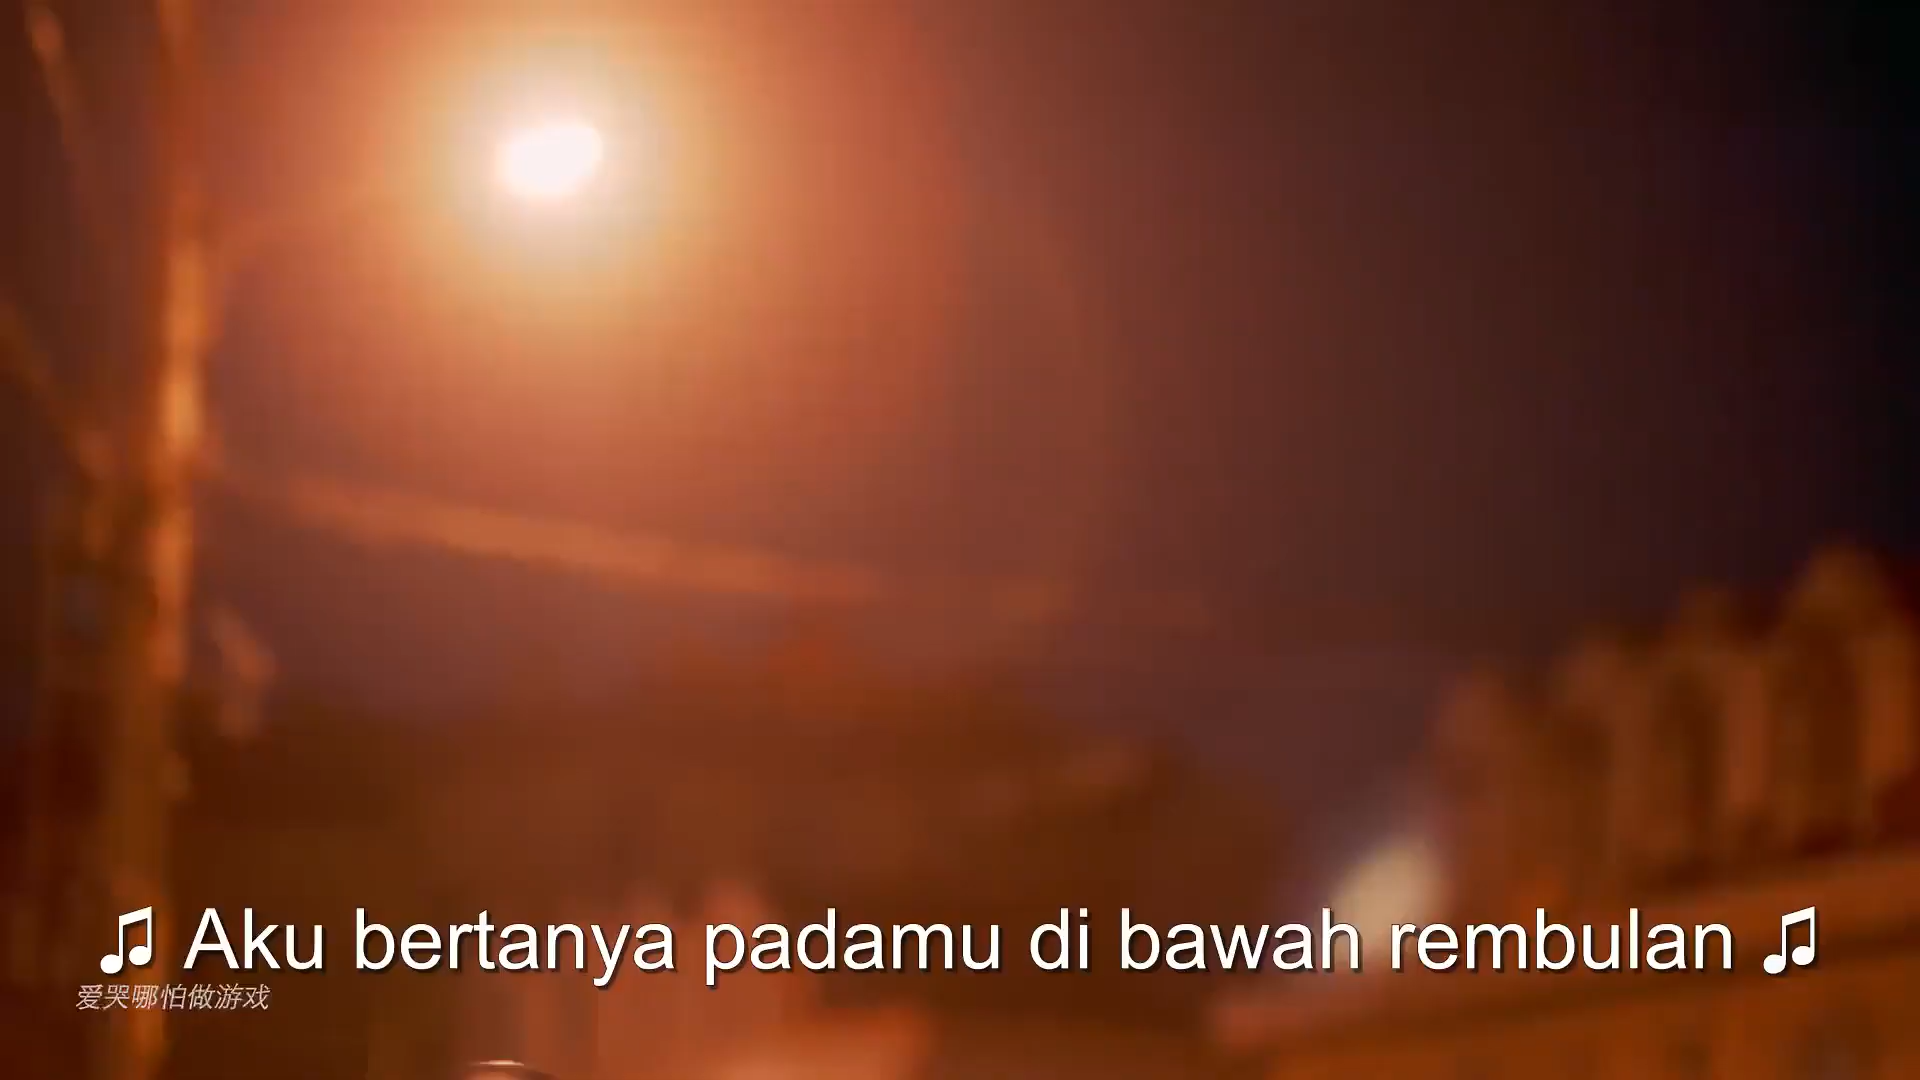 ♫ Aku bertanya padamu di bawah rembulan ♫
爱哭哪怕做游戏